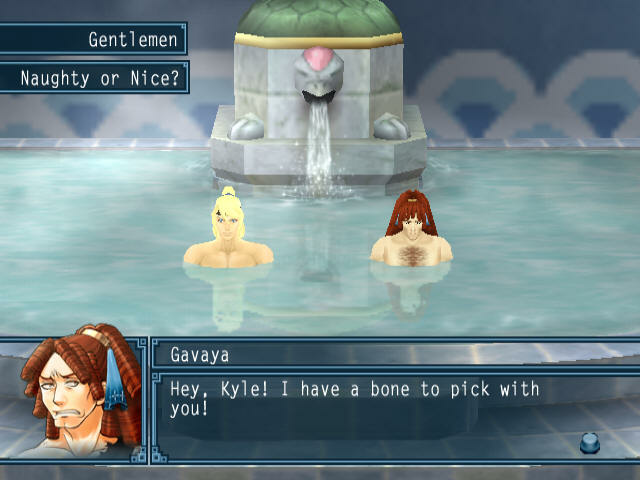 Gentlemen
Naughty or Nice?
Gavaya
Hey, Kyle! I have a bone to pick with
you!